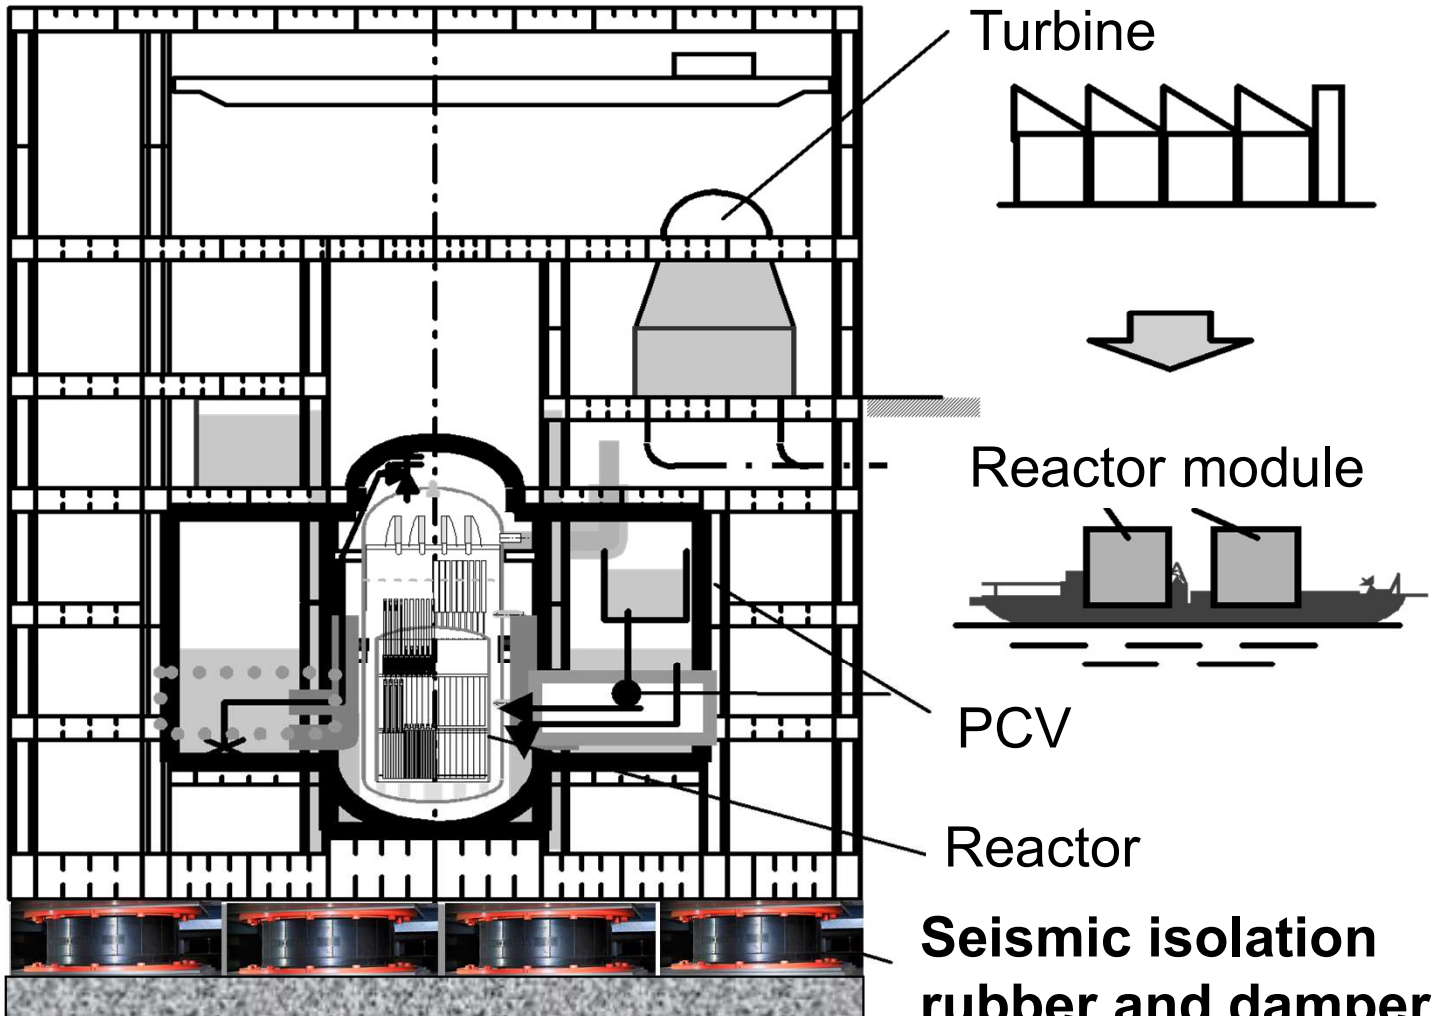 Turbine
Reactor module
PCV
Reactor
Seismic isolation
rubber and damper